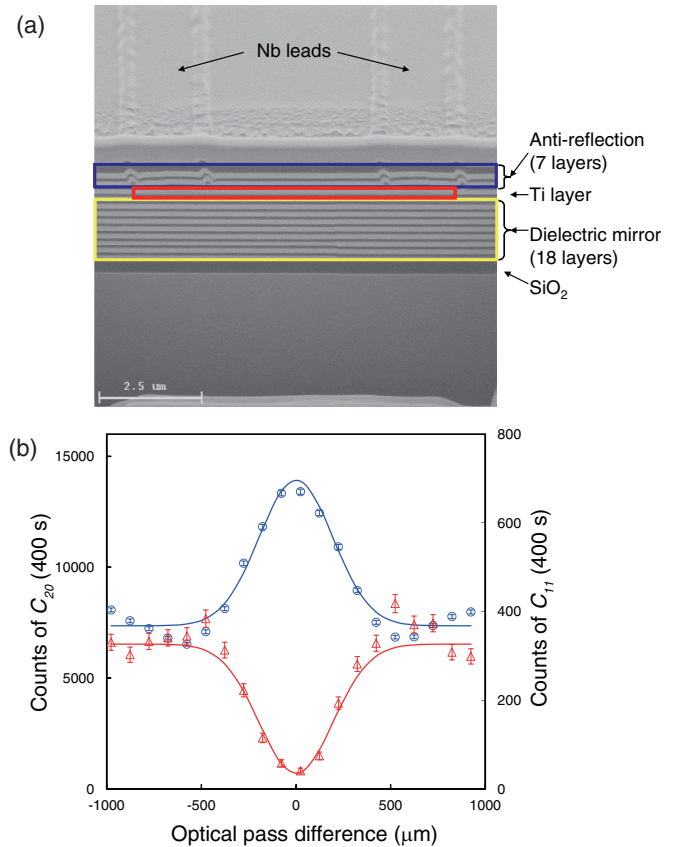 (a)
Nb leads
Anti-reflection
(7 layers)
Ti layer
Dielectric mirror
(18 layers)
SiO₂
2.5 um
(b)
800
15000
600
10000
400
5000
200
0
0
-1000
-500
0
500
1000
Counts of C₂₀ (400 s)
Counts of C₁₁ (400 s)
Optical pass difference (μm)